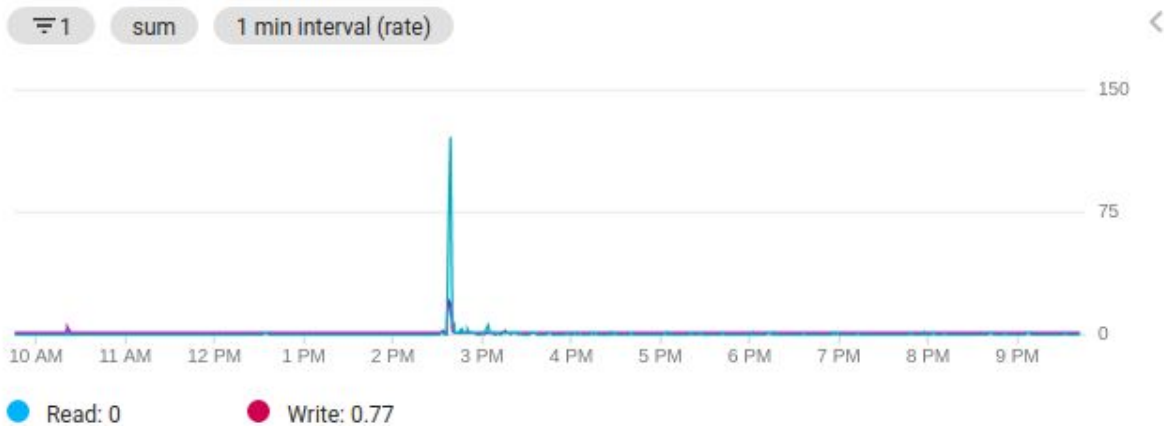 1 sum 1 min interval (rate)
150
75
0
10 AM 11 AM 12 PM 1 PM 2 PM 3 PM 4 PM 5 PM 6 PM 7 PM 8 PM 9 PM
Read: 0 Write: 0.77